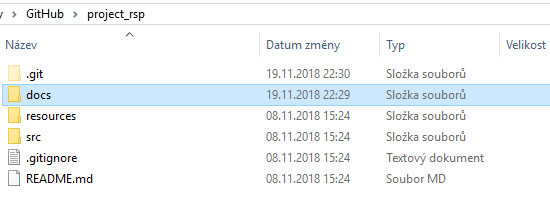 GitHub > project_rsp
Název Datum změny Typ Velikost
.git 19.11.2018 22:30 Složka souborů
docs 19.11.2018 22:29 Složka souborů
resources 08.11.2018 15:24 Složka souborů
src 08.11.2018 15:24 Složka souborů
.gitignore 08.11.2018 15:24 Textový dokument
README.md 08.11.2018 15:24 Soubor MD